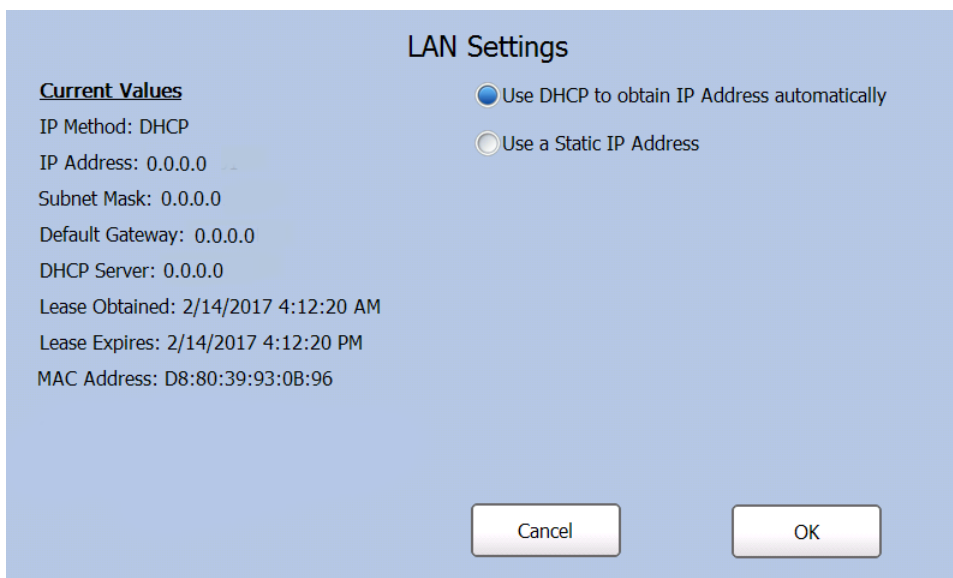 LAN Settings
Current Values
IP Method: DHCP
IP Address: 0.0.0.0
Subnet Mask: 0.0.0.0
Default Gateway: 0.0.0.0
DHCP Server: 0.0.0.0
Lease Obtained: 2/14/2017 4:12:20 AM
Lease Expires: 2/14/2017 4:12:20 PM
MAC Address: D8:80:39:93:0B:96
Use DHCP to obtain IP Address automatically
Use a Static IP Address
Cancel
OK